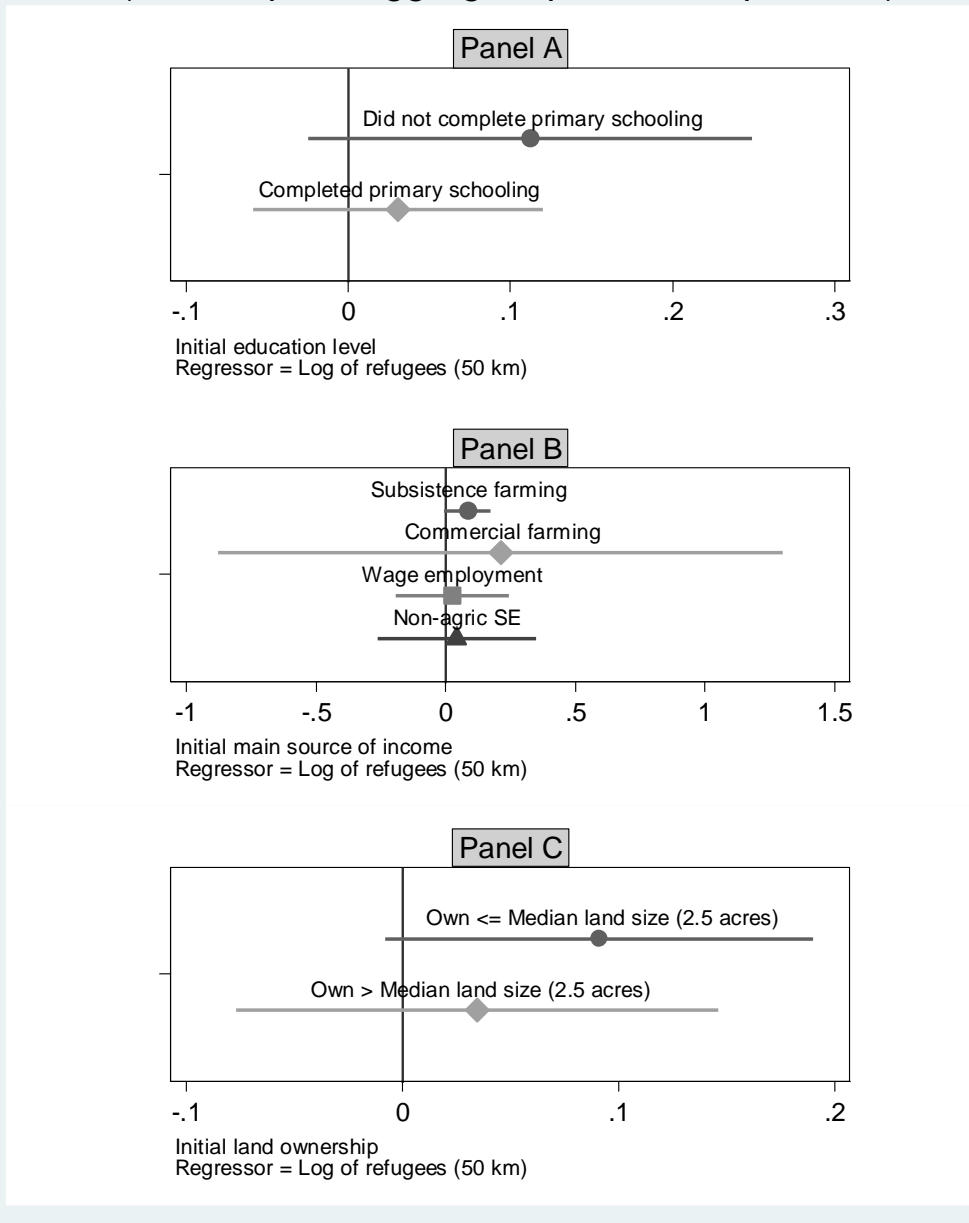 Panel A
Did not complete primary schooling
Completed primary schooling
-.1 0 .1 .2 .3
Initial education level
Regressor = Log of refugees (50 km)
Panel B
Subsistence farming
Commercial farming
Wage employment
Non-agric SE
-1 -.5 0 .5 1 1.5
Initial main source of income
Regressor = Log of refugees (50 km)
Panel C
Own <= Median land size (2.5 acres)
Own > Median land size (2.5 acres)
-.1 0 .1 .2
Initial land ownership
Regressor = Log of refugees (50 km)